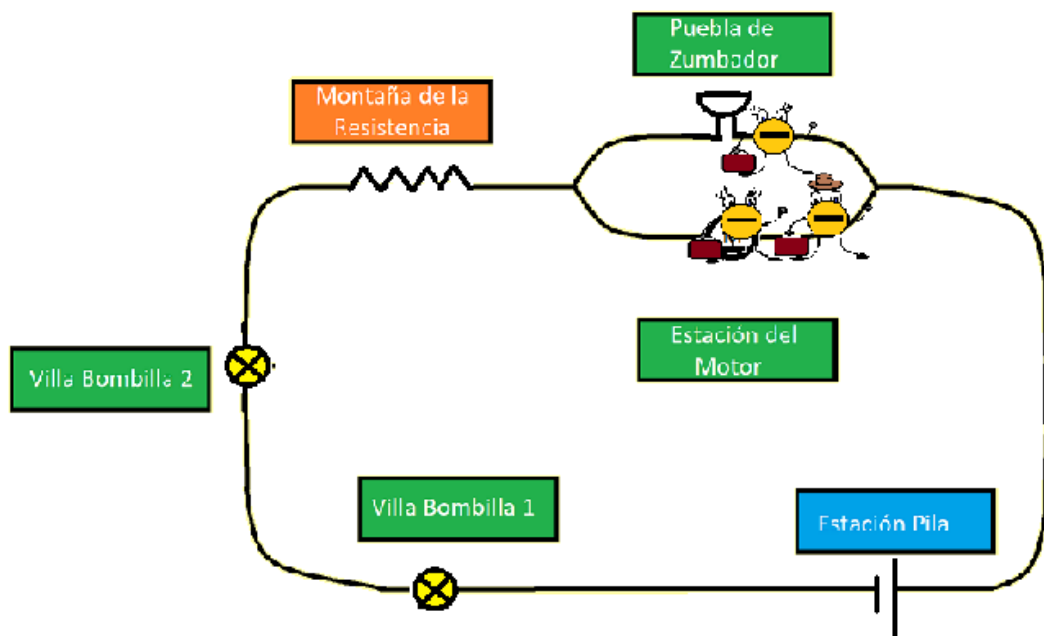 Puebla de
Zumbador
Montaña de la
Resistencia
Estación del
Motor
Villa Bombilla 2
Villa Bombilla 1
Estación Pila